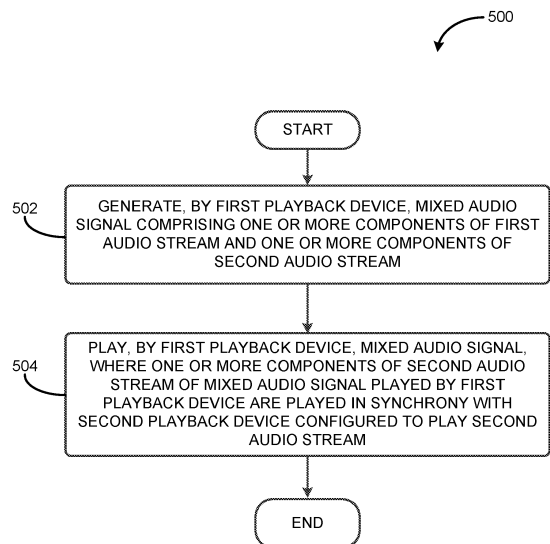 500
START
502
GENERATE, BY FIRST PLAYBACK DEVICE, MIXED AUDIO
SIGNAL COMPRISING ONE OR MORE COMPONENTS OF FIRST
AUDIO STREAM AND ONE OR MORE COMPONENTS OF
SECOND AUDIO STREAM
504
PLAY, BY FIRST PLAYBACK DEVICE, MIXED AUDIO SIGNAL,
WHERE ONE OR MORE COMPONENTS OF SECOND AUDIO
STREAM OF MIXED AUDIO SIGNAL PLAYED BY FIRST
PLAYBACK DEVICE ARE PLAYED IN SYNCHRONY WITH
SECOND PLAYBACK DEVICE CONFIGURED TO PLAY SECOND
AUDIO STREAM
END